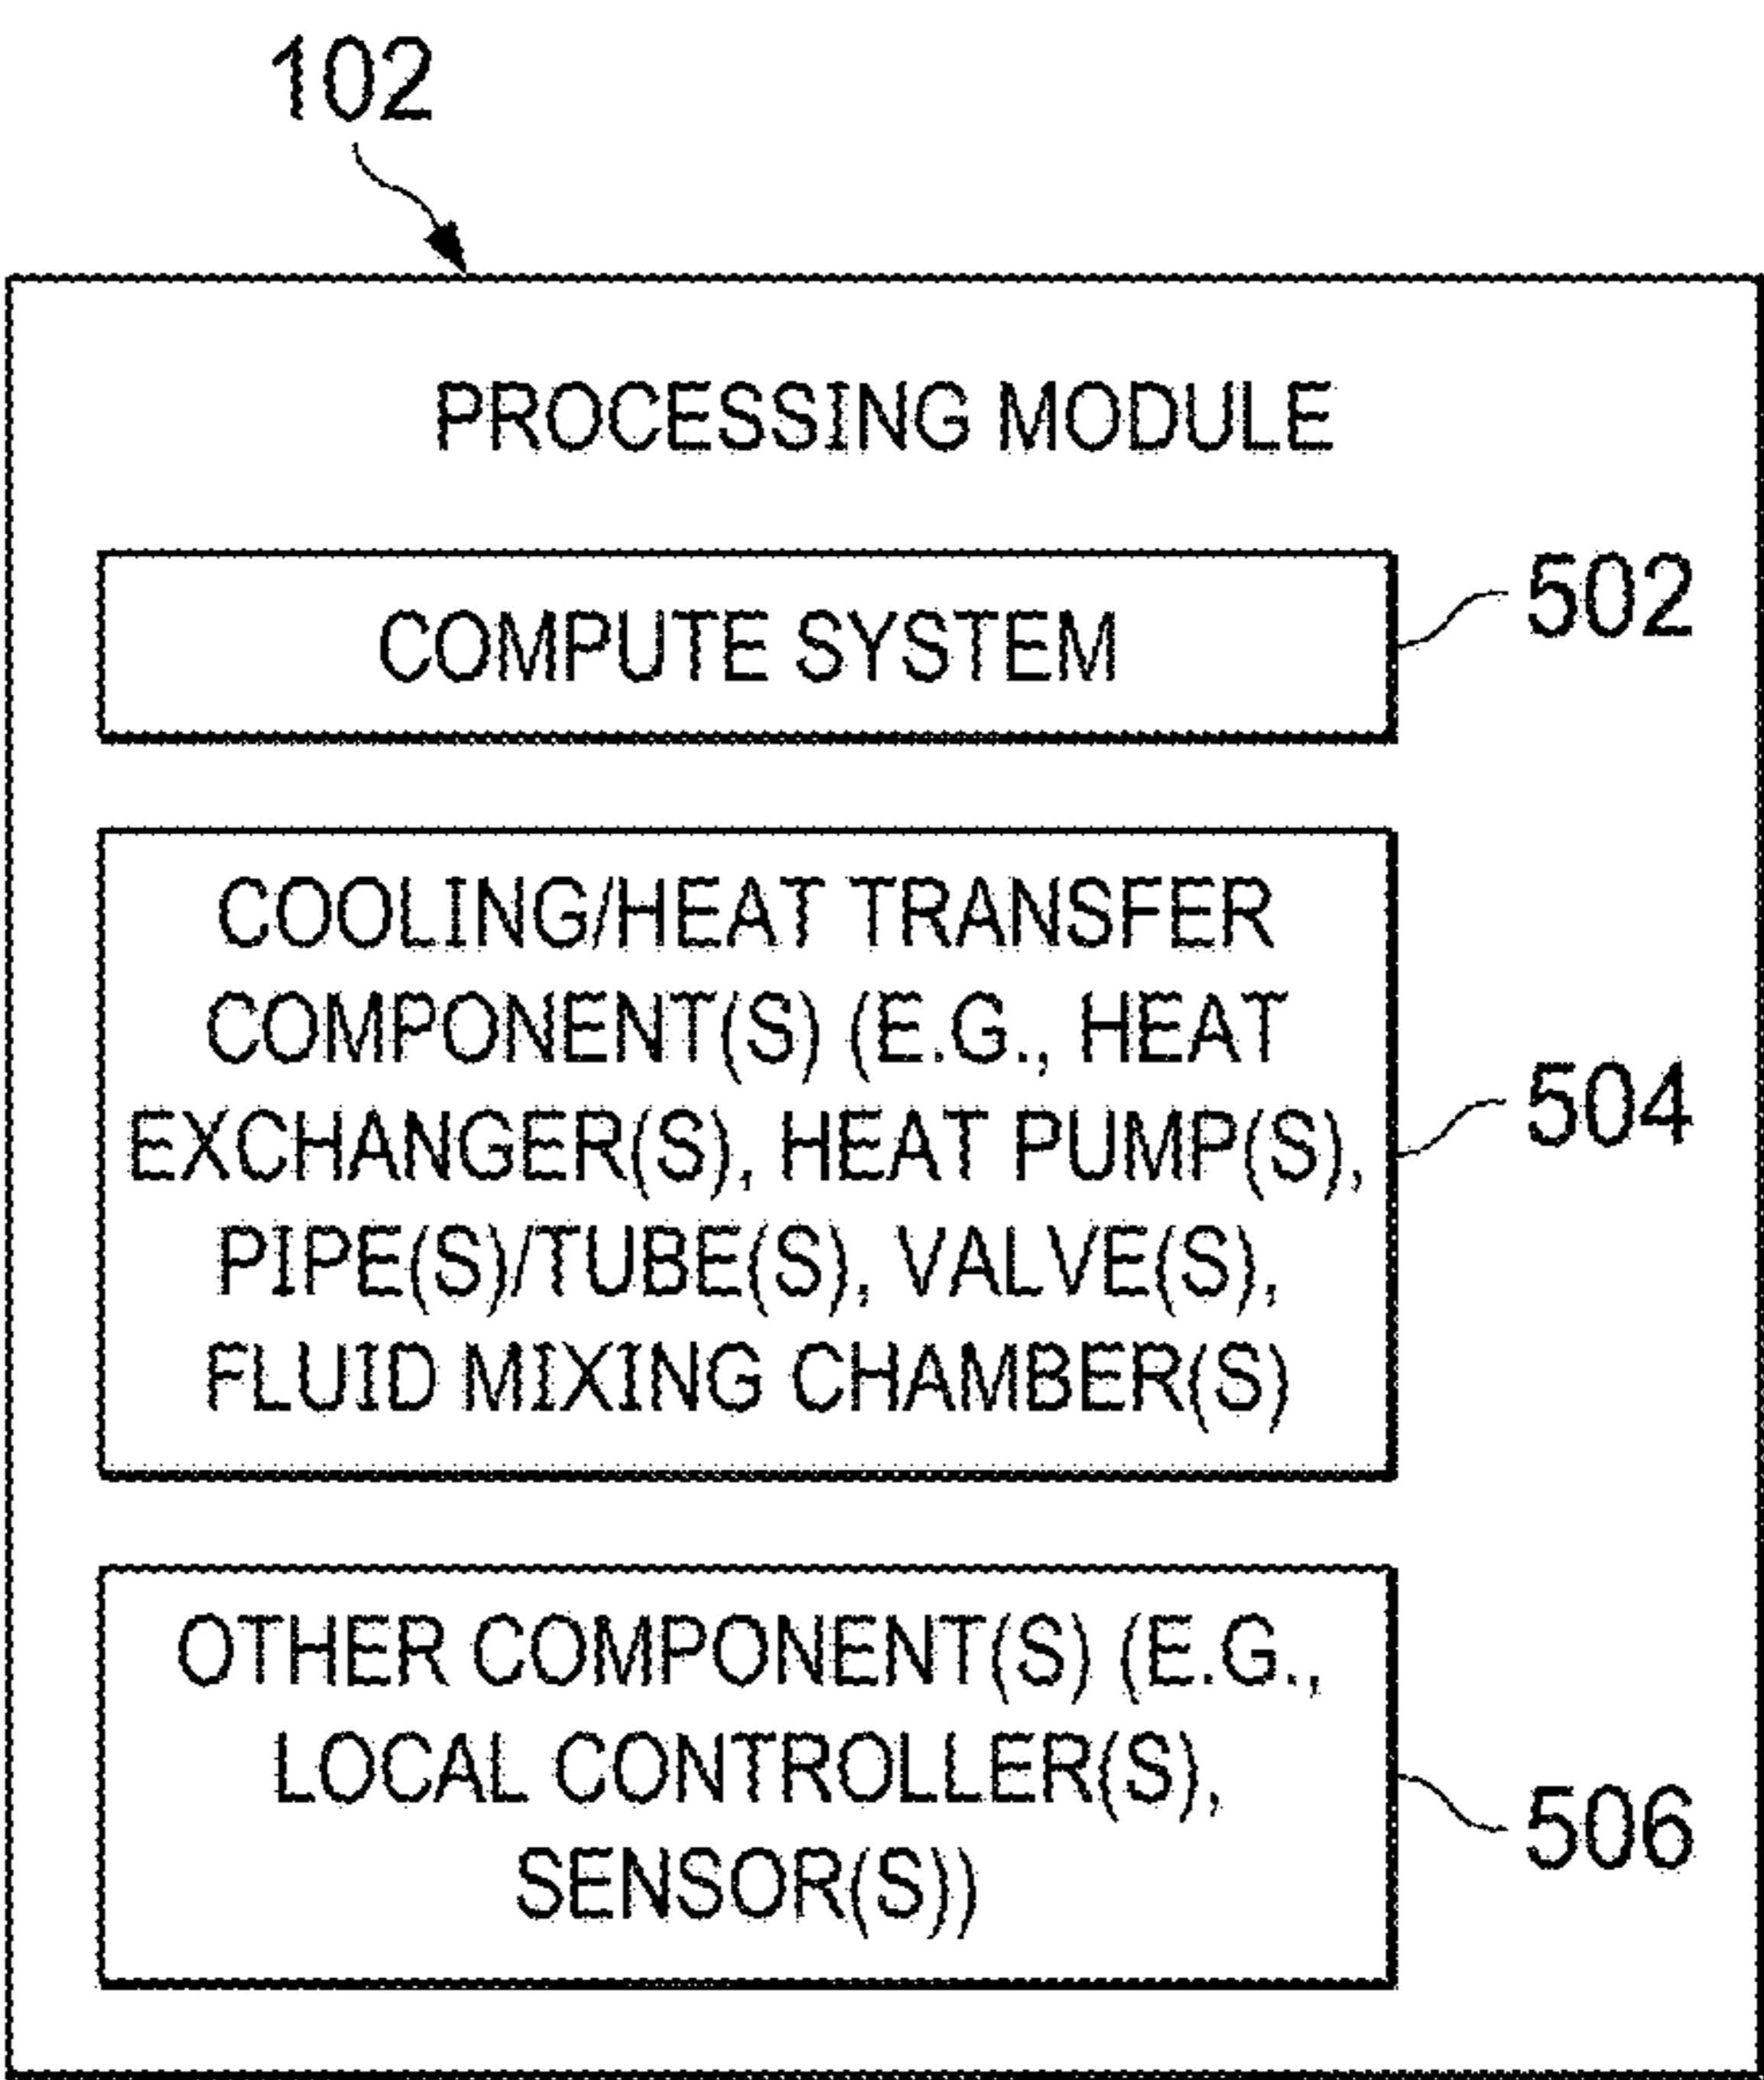 102
PROCESSING MODULE
COMPUTE SYSTEM
502
COOLING/HEAT TRANSFER
COMPONENT(S) (E.G., HEAT
EXCHANGER(S), HEAT PUMP(S),
PIPE(S)/TUBE(S), VALVE(S),
FLUID MIXING CHAMBER(S)
504
OTHER COMPONENT(S) (E.G.,
LOCAL CONTROLLER(S),
SENSOR(S))
506